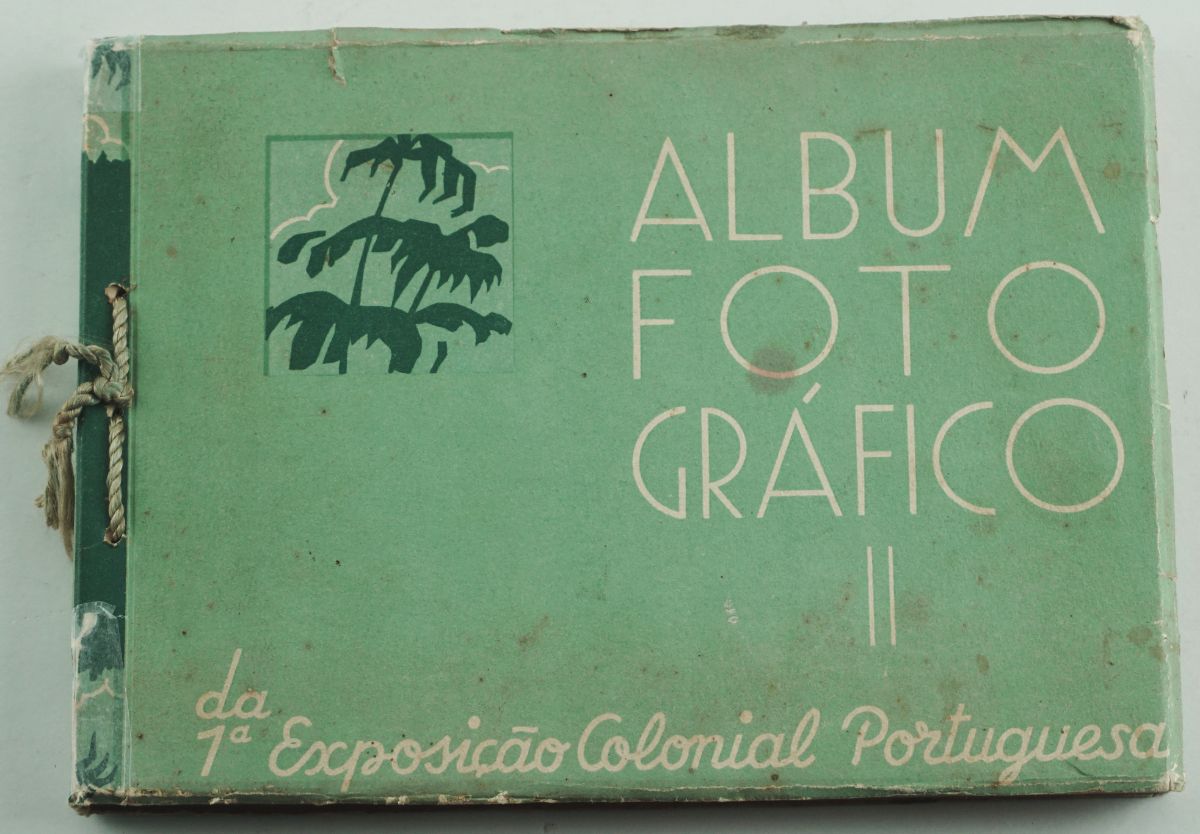 ALBUM
FOTO
GRÁFICO
II
da
1ª Exposição Colonial Portuguesa